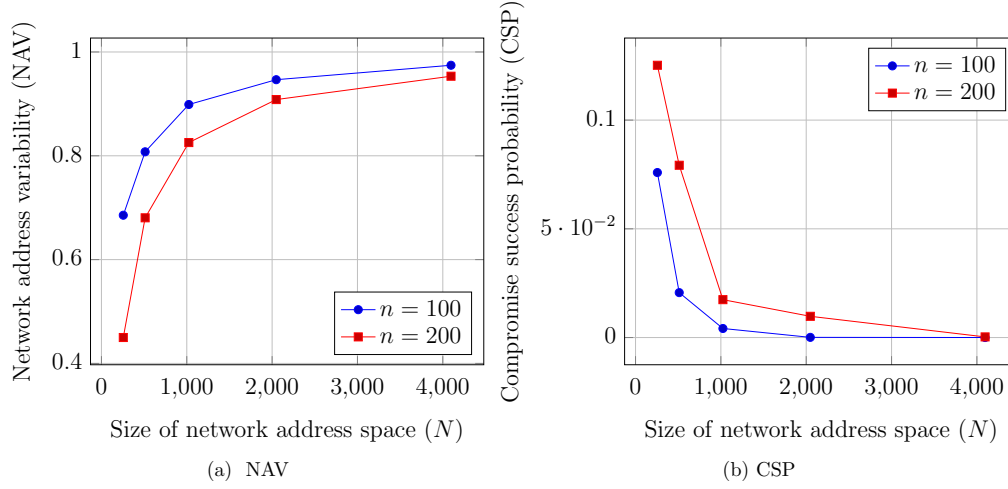 Network address variability (NAV)
1
0.8
0.6
0.4
0
1,000
2,000
3,000
4,000
Size of network address space (N)
n = 100
n = 200
(a) NAV
Compromise success probability (CSP)
0.1
5 · 10⁻²
0
0
1,000
2,000
3,000
4,000
Size of network address space (N)
n = 100
n = 200
(b) CSP